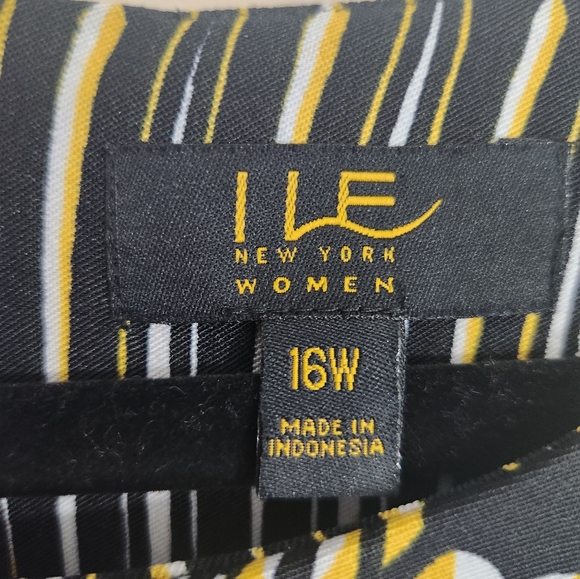 ILE
NEW YORK
WOMEN
16W
MADE IN
INDONESIA